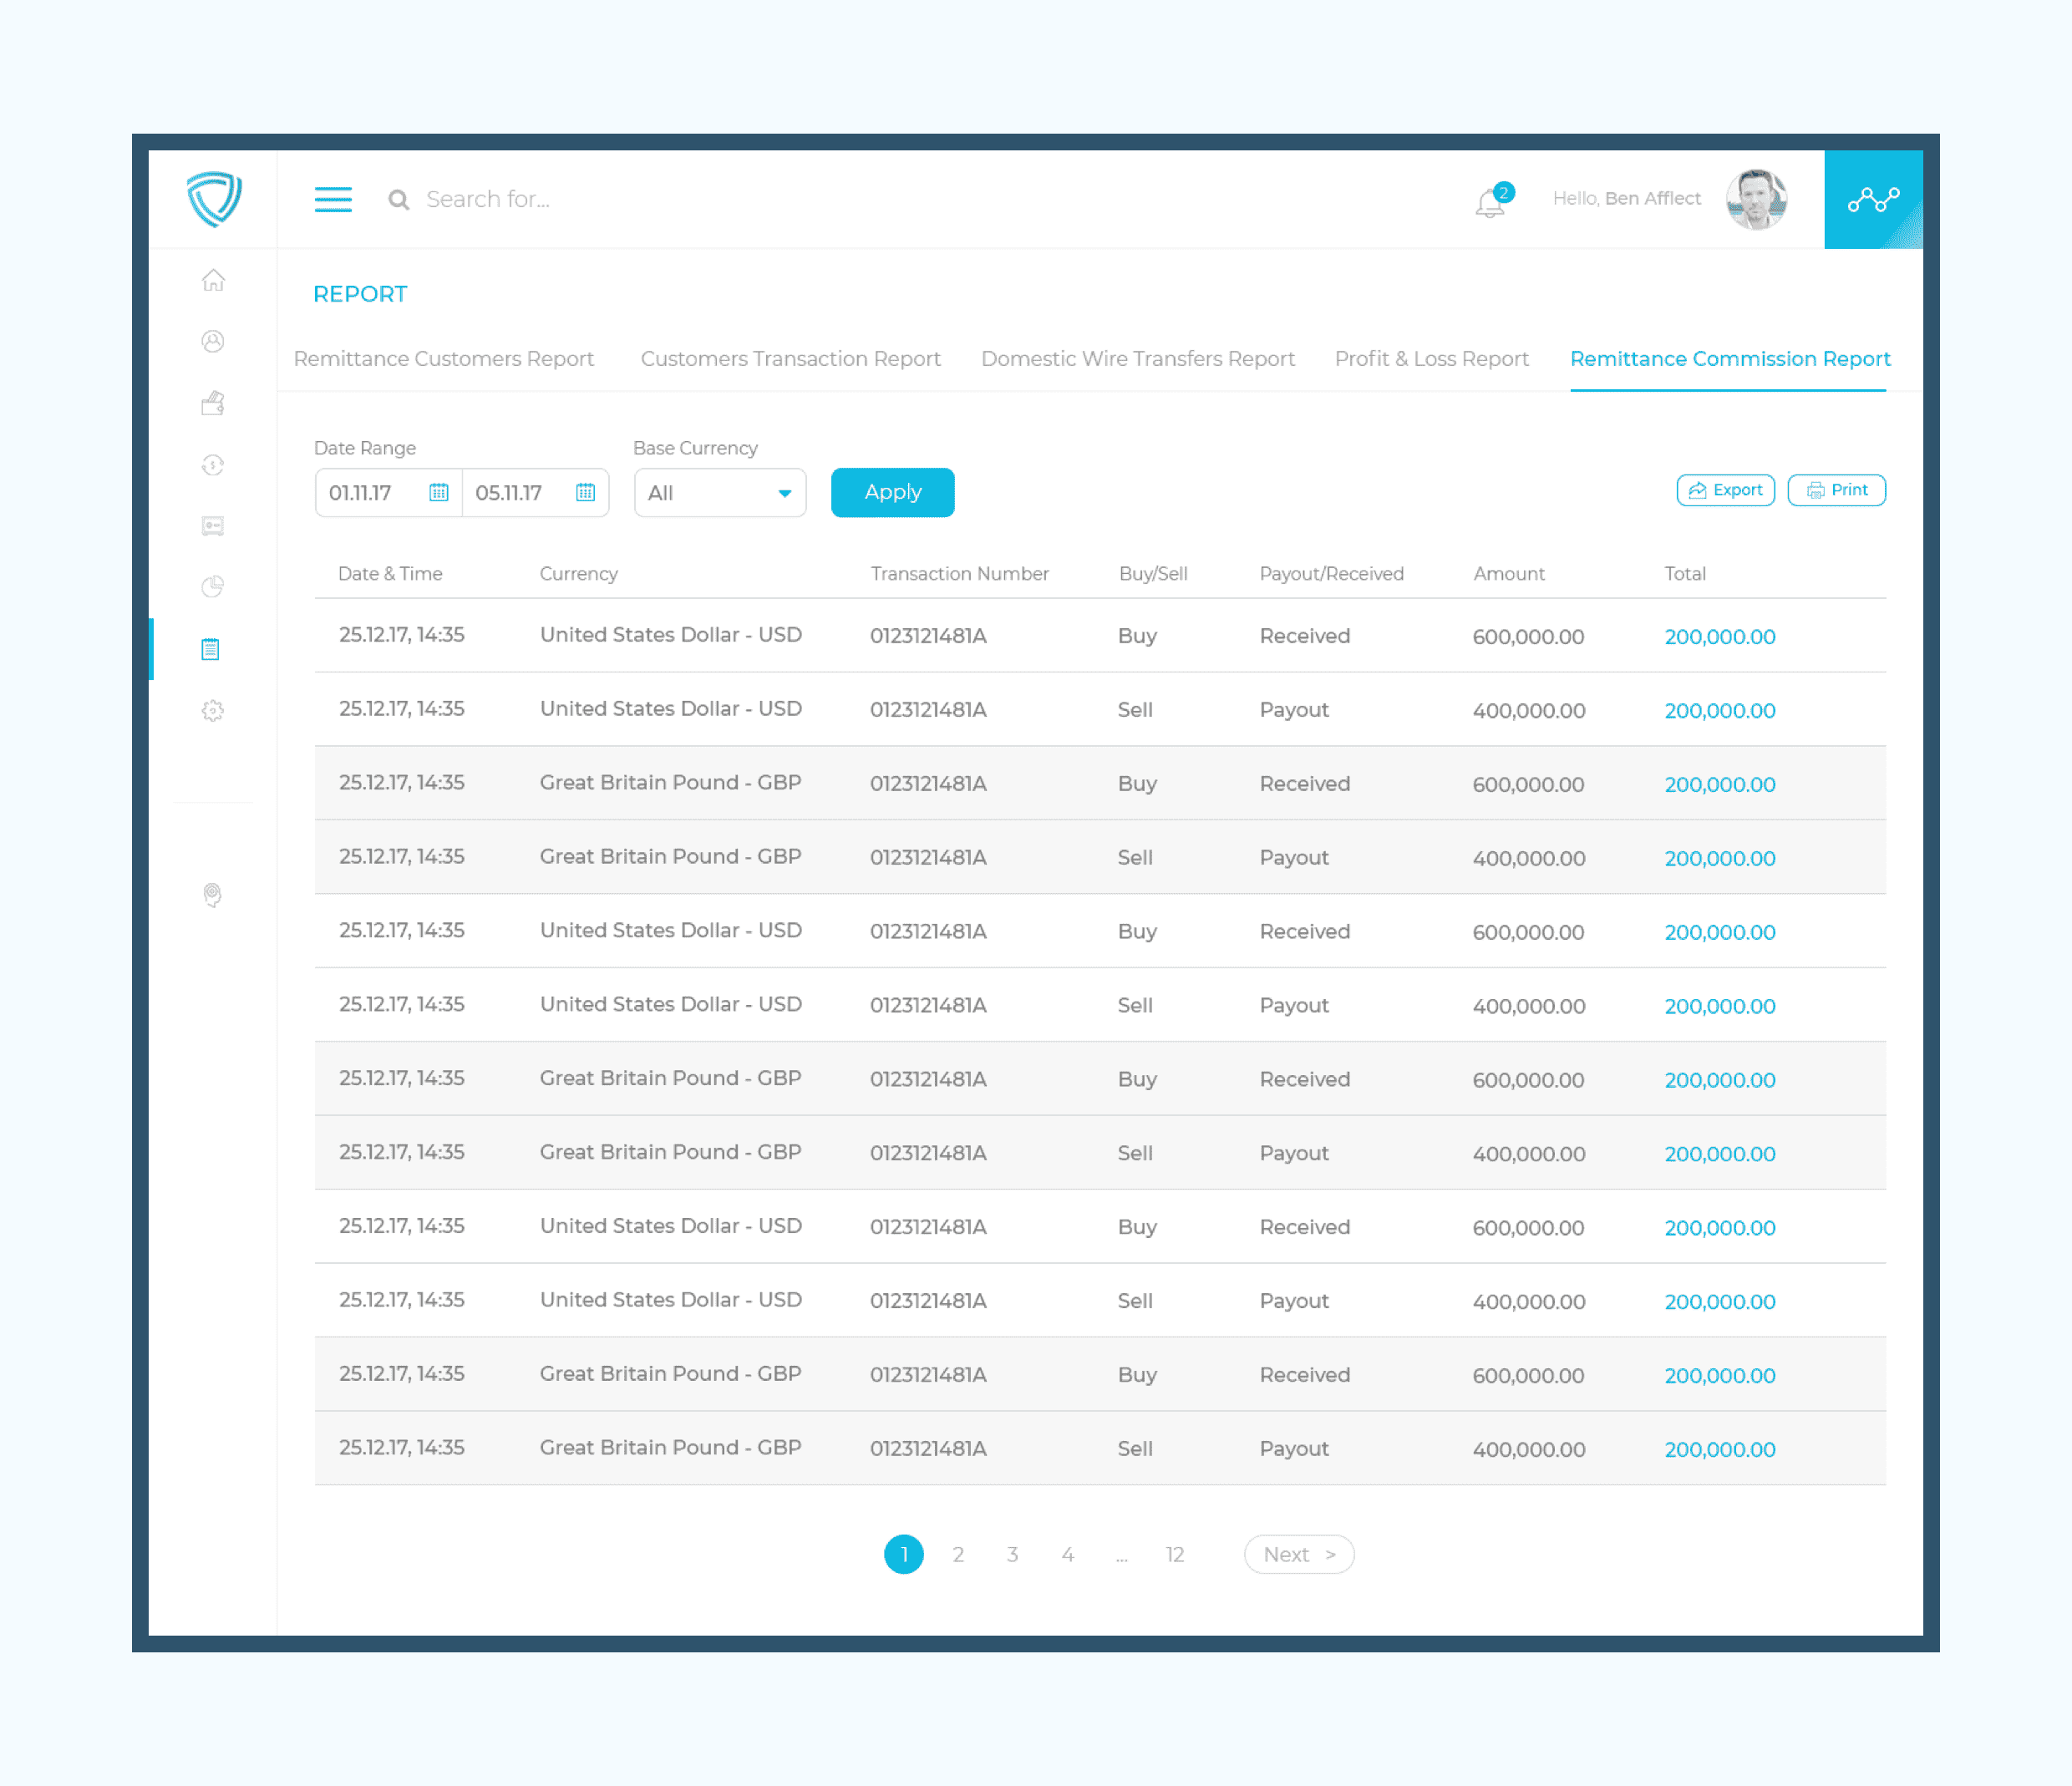 Search for...
2
Hello, Ben Afflect
REPORT
Remittance Customers Report Customers Transaction Report Domestic Wire Transfers Report Profit & Loss Report Remittance Commission Report
Date Range Base Currency
01.11.17 05.11.17 All Apply Export Print
Date & Time Currency Transaction Number Buy/Sell Payout/Received Amount Total
25.12.17, 14:35 United States Dollar - USD 0123121481A Buy Received 600,000.00 200,000.00
25.12.17, 14:35 United States Dollar - USD 0123121481A Sell Payout 400,000.00 200,000.00
25.12.17, 14:35 Great Britain Pound - GBP 0123121481A Buy Received 600,000.00 200,000.00
25.12.17, 14:35 Great Britain Pound - GBP 0123121481A Sell Payout 400,000.00 200,000.00
25.12.17, 14:35 United States Dollar - USD 0123121481A Buy Received 600,000.00 200,000.00
25.12.17, 14:35 United States Dollar - USD 0123121481A Sell Payout 400,000.00 200,000.00
25.12.17, 14:35 Great Britain Pound - GBP 0123121481A Buy Received 600,000.00 200,000.00
25.12.17, 14:35 Great Britain Pound - GBP 0123121481A Sell Payout 400,000.00 200,000.00
25.12.17, 14:35 United States Dollar - USD 0123121481A Buy Received 600,000.00 200,000.00
25.12.17, 14:35 United States Dollar - USD 0123121481A Sell Payout 400,000.00 200,000.00
25.12.17, 14:35 Great Britain Pound - GBP 0123121481A Buy Received 600,000.00 200,000.00
25.12.17, 14:35 Great Britain Pound - GBP 0123121481A Sell Payout 400,000.00 200,000.00
1 2 3 4 ... 12 Next >